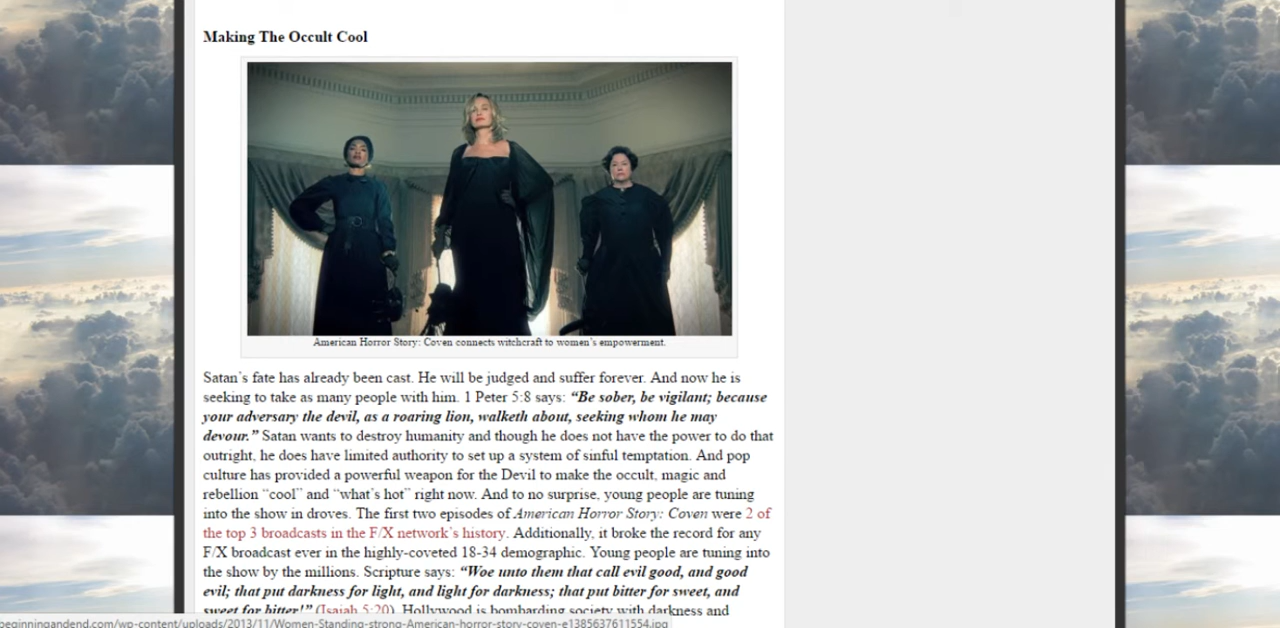 Making The Occult Cool
American Horror Story: Coven connects witchcraft to women's empowerment.
Satan's fate has already been cast. He will be judged and suffer forever. And now he is
seeking to take as many people with him. 1 Peter 5:8 says: "Be sober, be vigilant; because
your adversary the devil, as a roaring lion, walketh about, seeking whom he may
devour." Satan wants to destroy humanity and though he does not have the power to do that
outright, he does have limited authority to set up a system of sinful temptation. And pop
culture has provided a powerful weapon for the Devil to make the occult, magic and
rebellion "cool" and "what's hot" right now. And to no surprise, young people are tuning
into the show in droves. The first two episodes of American Horror Story: Coven were 2 of
the top 3 broadcasts in the F/X network's history. Additionally, it broke the record for any
F/X broadcast ever in the highly-coveted 18-34 demographic. Young people are tuning into
the show by the millions. Scripture says: "Woe unto them that call evil good, and good
evil; that put darkness for light, and light for darkness; that put bitter for sweet, and
sweet for bitter!" (Isaiah 5:20). Hollywood is bombarding society with darkness and
beginningandend.com/wp-content/uploads/2013/11/Women-Standing-strong-American-horror-story-coven-e1385637611554.jpg